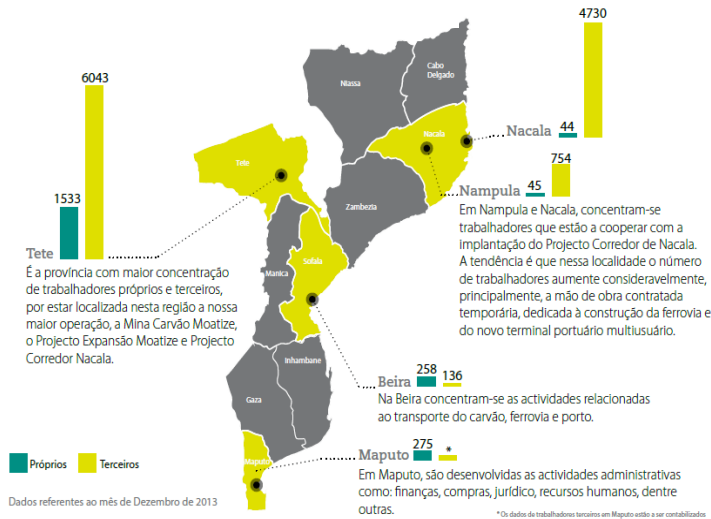 4730
6043
Cabo
Delgado
Niassa
Nacala
Nacala
44
754
Tete
1533
Nampula
45
Zambezia
Em Nampula e Nacala, concentram-se
trabalhadores que estão a cooperar com a
implantação do Projecto Corredor de Nacala.
A tendência é que nessa localidade o número
de trabalhadores aumente consideravelmente,
principalmente, a mão de obra contratada
temporária, dedicada à construção da ferrovia e
do novo terminal portuário multiusuário.
Tete
É a província com maior concentração
de trabalhadores próprios e terceiros,
por estar localizada nesta região a nossa
maior operação, a Mina Carvão Moatize,
o Projecto Expansão Moatize e Projecto
Corredor Nacala.
Sofala
Manica
Inhambane
Gaza
Beira
258
136
Na Beira concentram-se as actividades relacionadas
ao transporte do carvão, ferrovia e porto.
Maputo
Maputo
275
*
Em Maputo, são desenvolvidas as actividades administrativas
como: finanças, compras, jurídico, recursos humanos, dentre
outras.
Próprios
Terceiros
Dados referentes ao mês de Dezembro de 2013
* Os dados de trabalhadores terceiros em Maputo estão a ser contabilizados